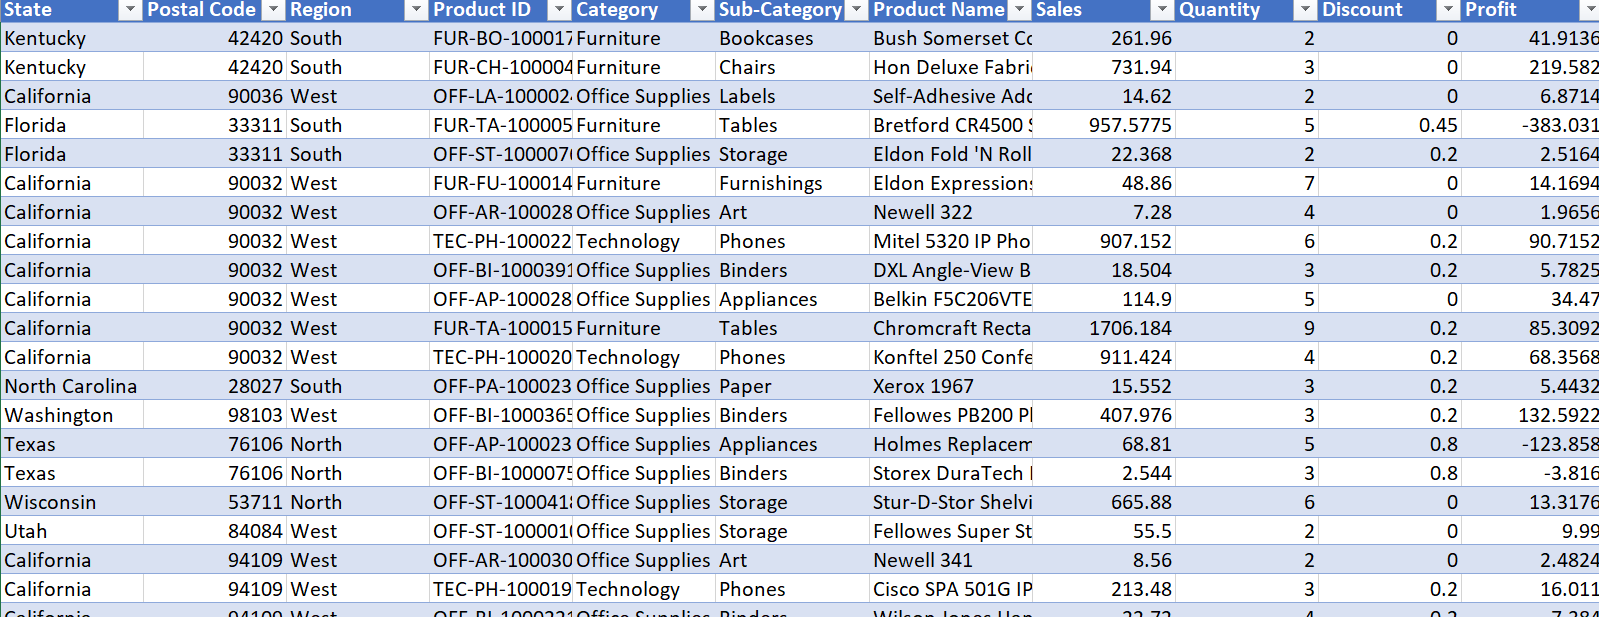 State Postal Code Region Product ID Category Sub-Category Product Name Sales Quantity Discount Profit
Kentucky 42420 South FUR-BO-100017 Furniture Bookcases Bush Somerset Co 261.96 2 0 41.9136
Kentucky 42420 South FUR-CH-100004 Furniture Chairs Hon Deluxe Fabri 731.94 3 0 219.582
California 90036 West OFF-LA-1000024 Office Supplies Labels Self-Adhesive Add 14.62 2 0 6.8714
Florida 33311 South FUR-TA-100005 Furniture Tables Bretford CR4500 S 957.5775 5 0.45 -383.031
Florida 33311 South OFF-ST-1000076 Office Supplies Storage Eldon Fold 'N Roll 22.368 2 0.2 2.5164
California 90032 West FUR-FU-100014 Furniture Furnishings Eldon Expressions 48.86 7 0 14.1694
California 90032 West OFF-AR-100028 Office Supplies Art Newell 322 7.28 4 0 1.9656
California 90032 West TEC-PH-100022 Technology Phones Mitel 5320 IP Pho 907.152 6 0.2 90.7152
California 90032 West OFF-BI-1000391 Office Supplies Binders DXL Angle-View B 18.504 3 0.2 5.7825
California 90032 West OFF-AP-100028 Office Supplies Appliances Belkin F5C206VTE 114.9 5 0 34.47
California 90032 West FUR-TA-100015 Furniture Tables Chromcraft Recta 1706.184 9 0.2 85.3092
California 90032 West TEC-PH-100020 Technology Phones Konftel 250 Confe 911.424 4 0.2 68.3568
North Carolina 28027 South OFF-PA-100023 Office Supplies Paper Xerox 1967 15.552 3 0.2 5.4432
Washington 98103 West OFF-BI-1000365 Office Supplies Binders Fellowes PB200 Pl 407.976 3 0.2 132.5922
Texas 76106 North OFF-AP-100023 Office Supplies Appliances Holmes Replacem 68.81 5 0.8 -123.858
Texas 76106 North OFF-BI-1000075 Office Supplies Binders Storex DuraTech 2.544 3 0.8 -3.816
Wisconsin 53711 North OFF-ST-1000418 Office Supplies Storage Stur-D-Stor Shelvi 665.88 6 0 13.3176
Utah 84084 West OFF-ST-1000010 Office Supplies Storage Fellowes Super St 55.5 2 0 9.99
California 94109 West OFF-AR-100030 Office Supplies Art Newell 341 8.56 2 0 2.4824
California 94109 West TEC-PH-100019 Technology Phones Cisco SPA 501G IP 213.48 3 0.2 16.011
California 94109 West Office Supplies Binders